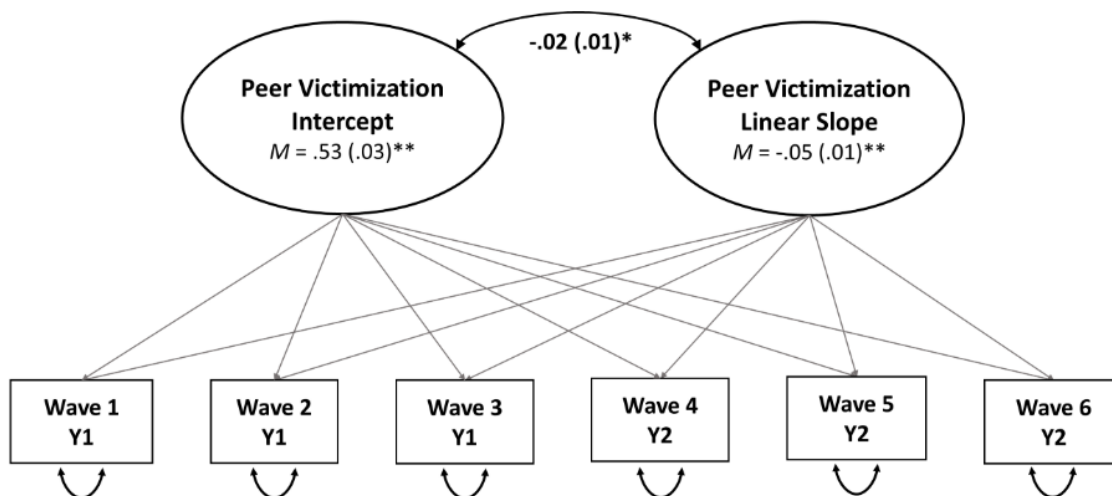 -.02 (.01)*
Peer Victimization
Intercept
M = .53 (.03)**
Peer Victimization
Linear Slope
M = -.05 (.01)**
Wave 1
Y1
Wave 2
Y1
Wave 3
Y1
Wave 4
Y2
Wave 5
Y2
Wave 6
Y2